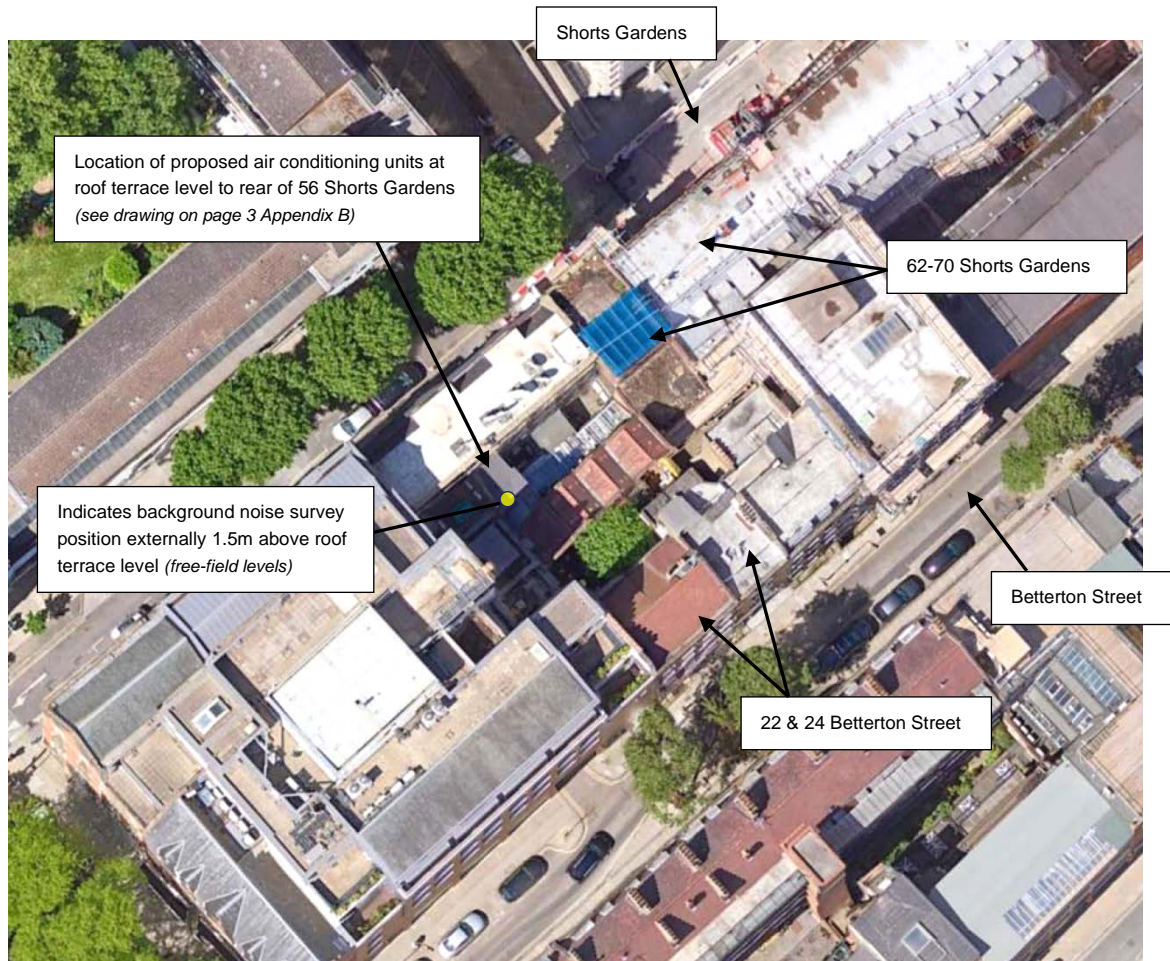 Shorts Gardens
Location of proposed air conditioning units at
roof terrace level to rear of 56 Shorts Gardens
(see drawing on page 3 Appendix B)
62-70 Shorts Gardens
Indicates background noise survey
position externally 1.5m above roof
terrace level (free-field levels)
Betterton Street
22 & 24 Betterton Street